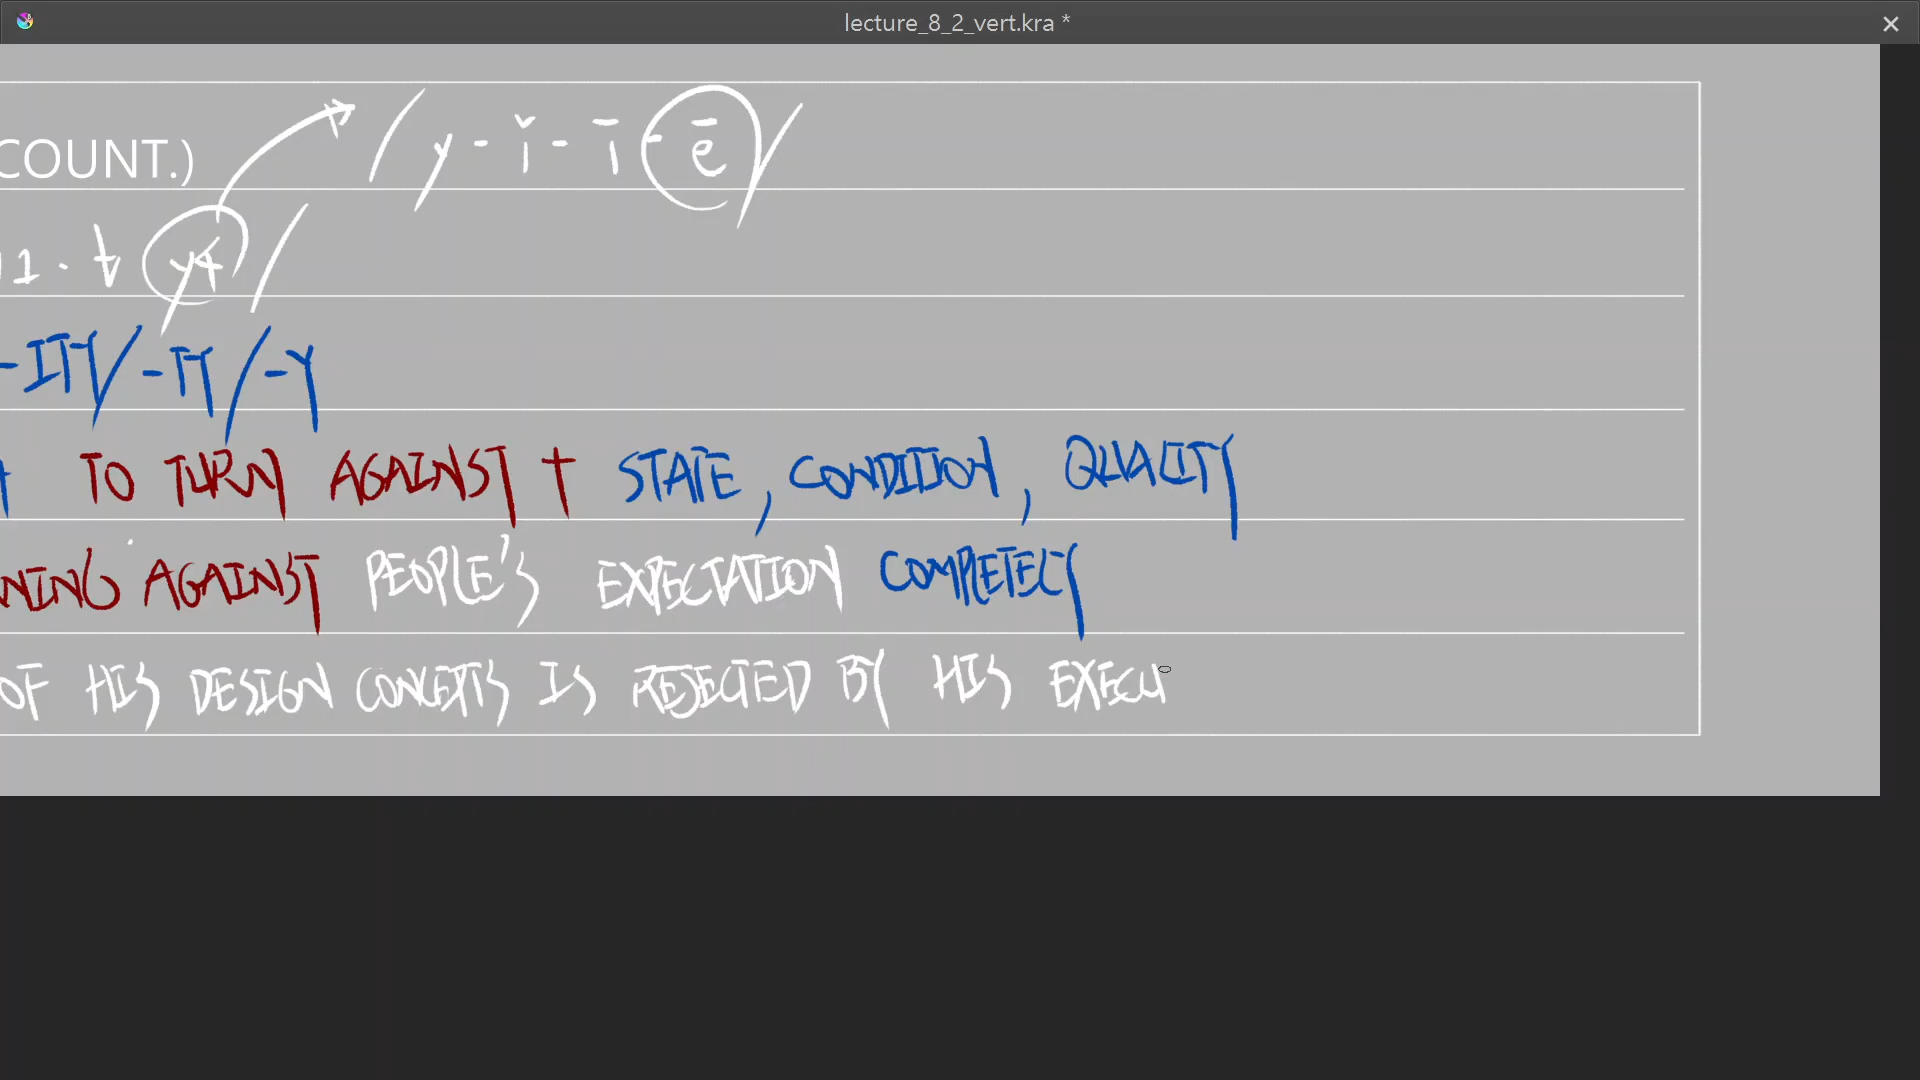 lecture_8_2_vert.kra *
COUNT.) / y - ĭ - ī - ē /
1 . t y4 /
-ITY / -TY / -Y
TO TURN AGAINST + STATE, CONDITION, QUALITY
NING AGAINST PEOPLE'S EXPECTATION COMPLETELY
OF HIS DESIGN CONCEPTS IS REJECTED BY HIS EXECU